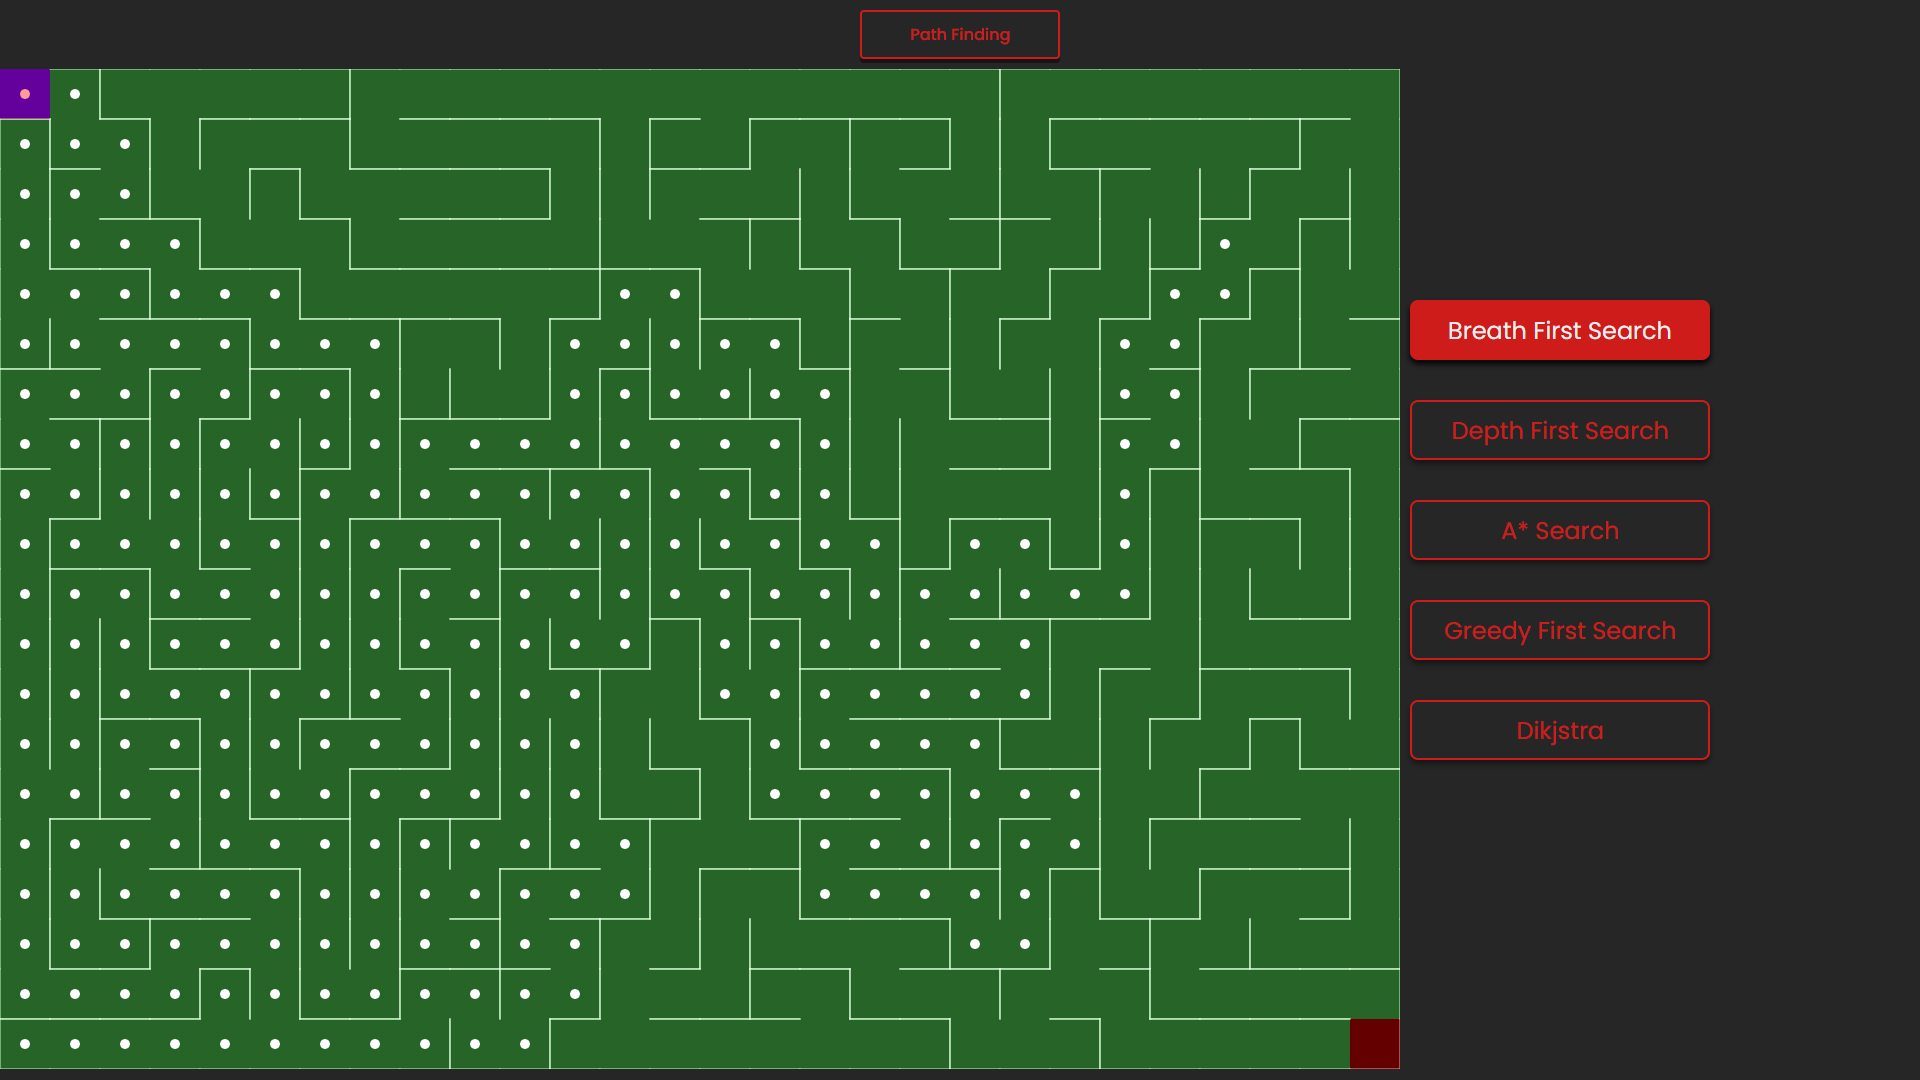 Path Finding
Breath First Search
Depth First Search
A* Search
Greedy First Search
Dikjstra